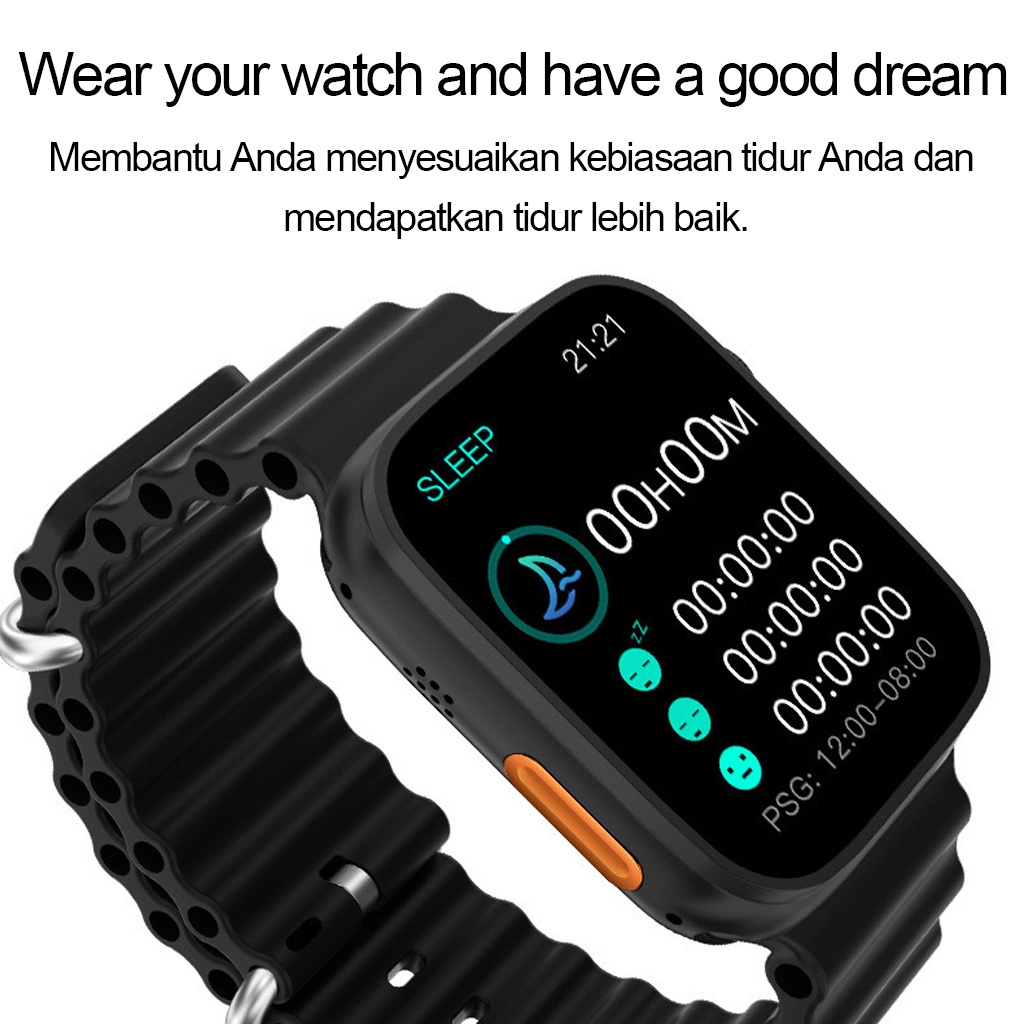 Wear your watch and have a good dream
Membantu Anda menyesuaikan kebiasaan tidur Anda dan
mendapatkan tidur lebih baik.
21:21
SLEEP
00H00M
zZ
00:00:00
00:00:00
00:00:00
PSG: 12:00-08:00